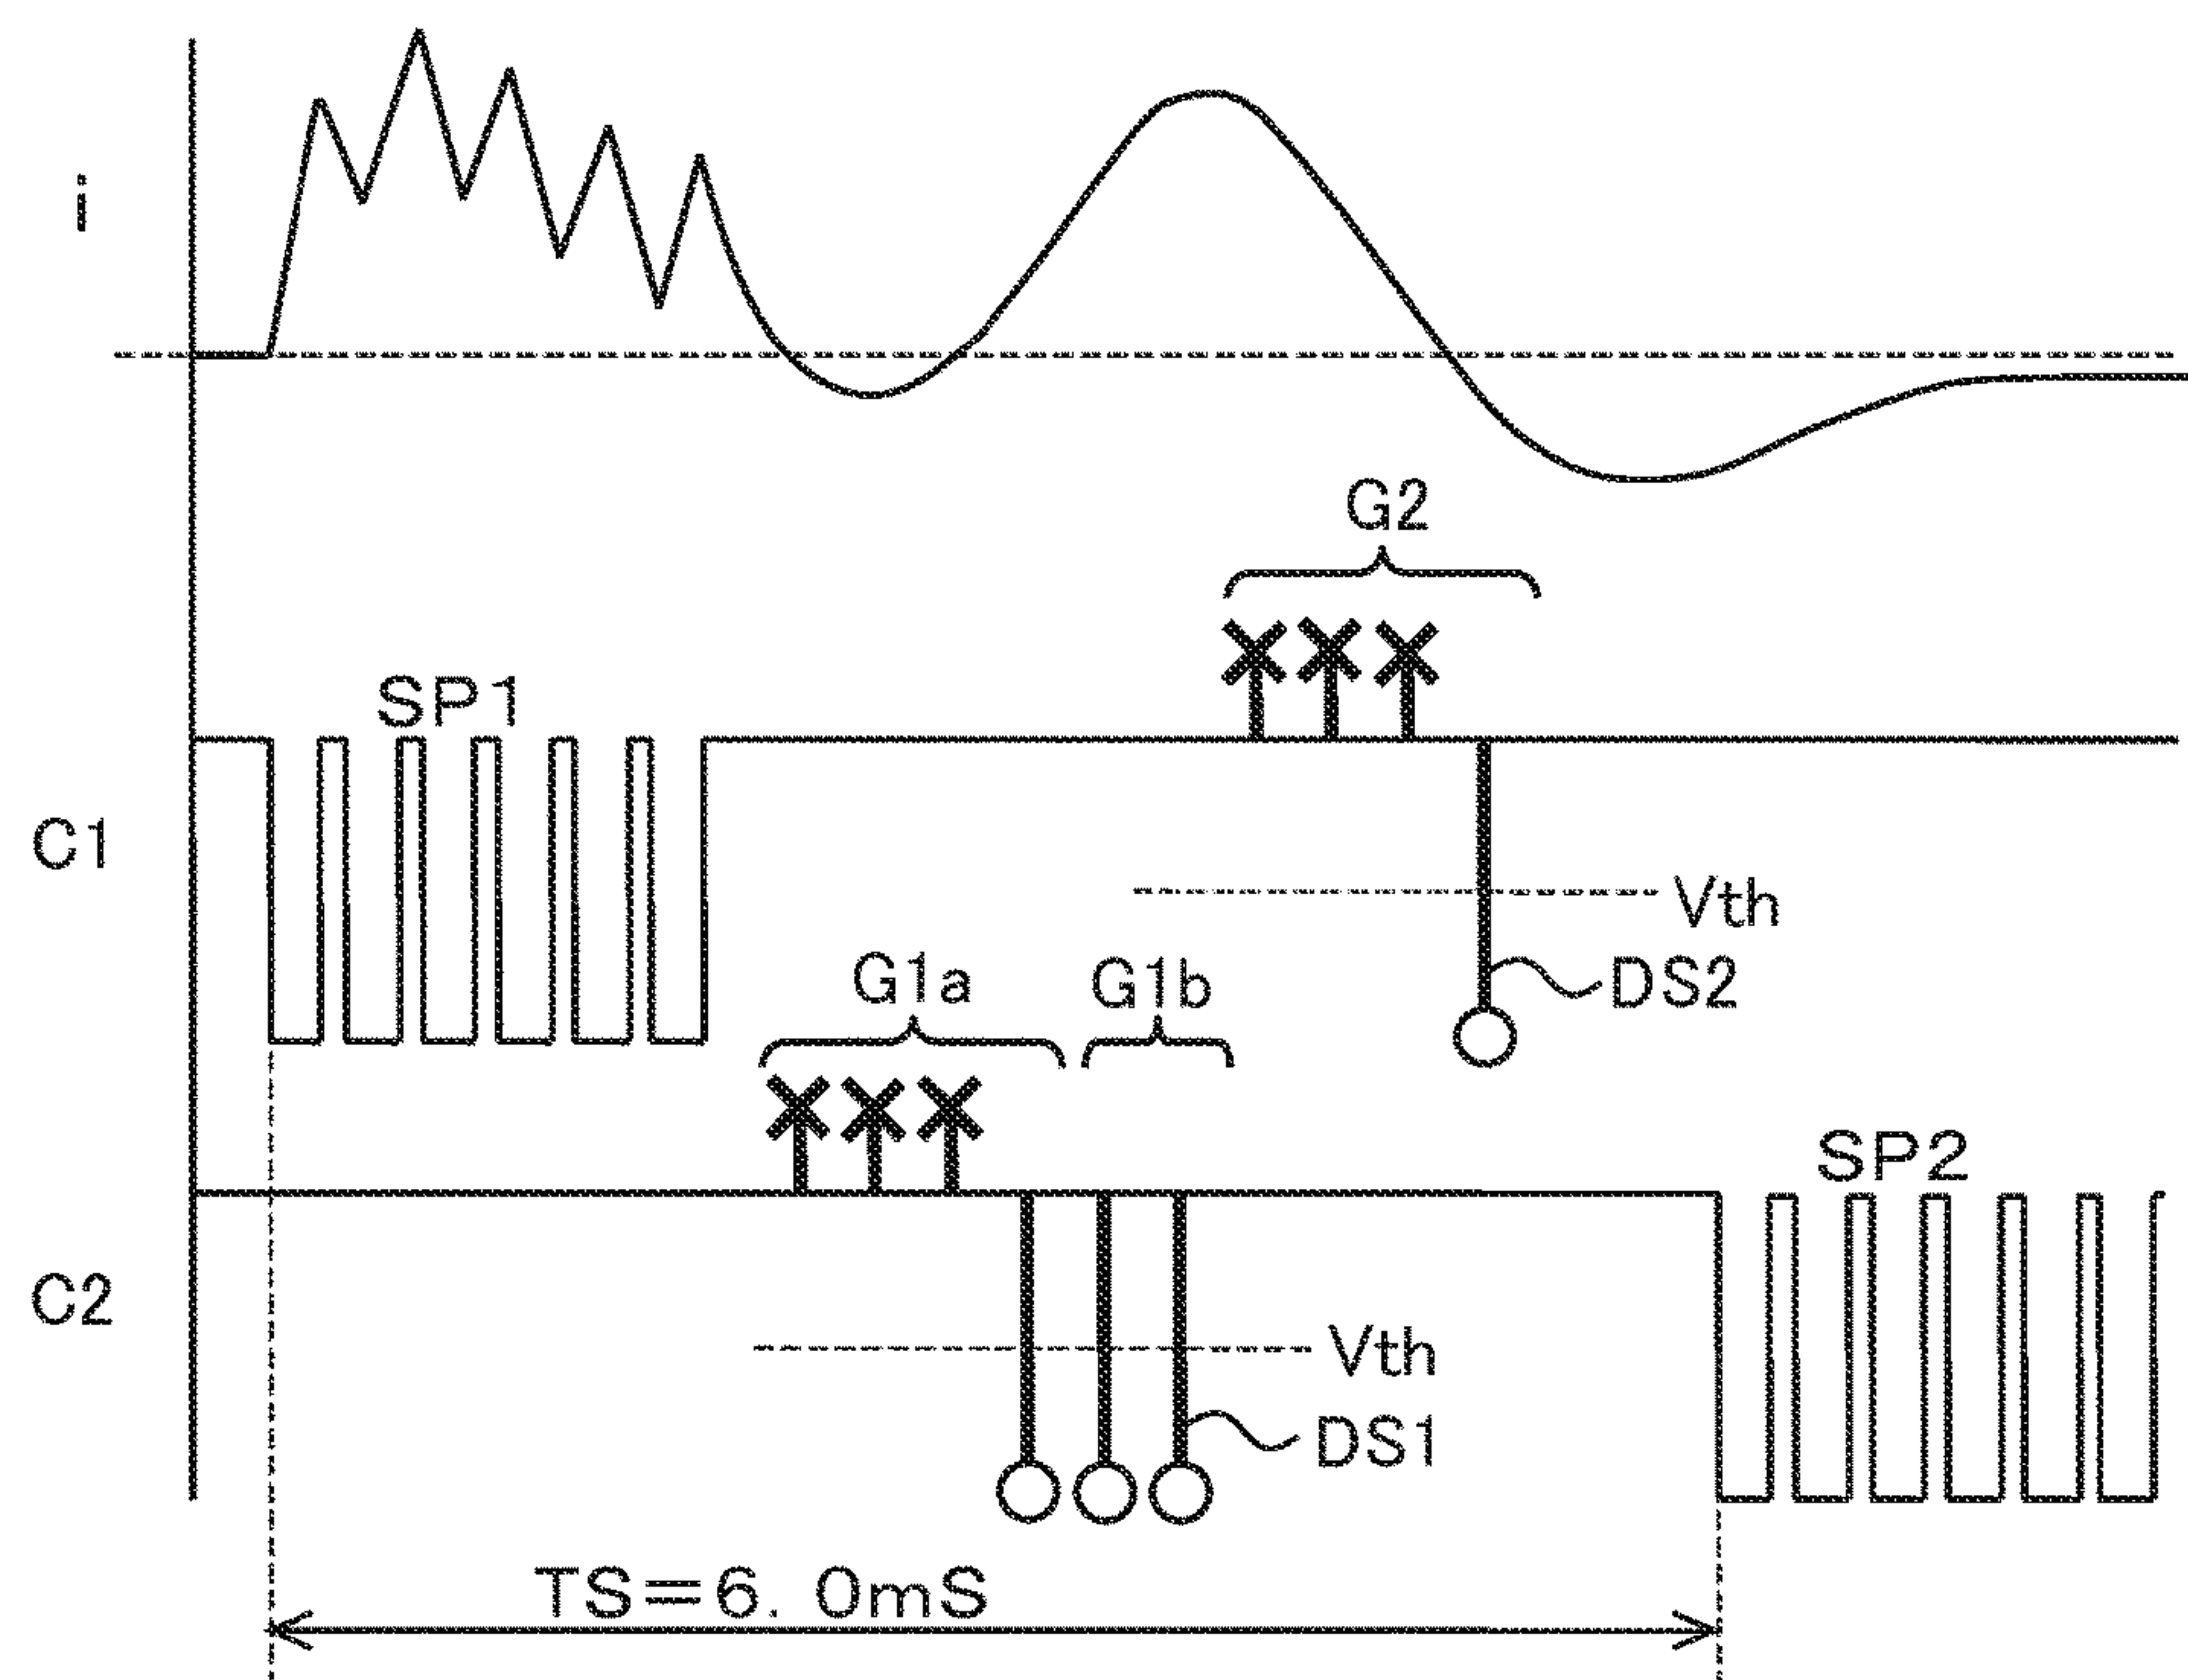 i
G2
SP1
C1
Vth
DS2
G1a G1b
SP2
C2
Vth
DS1
TS=6. 0mS